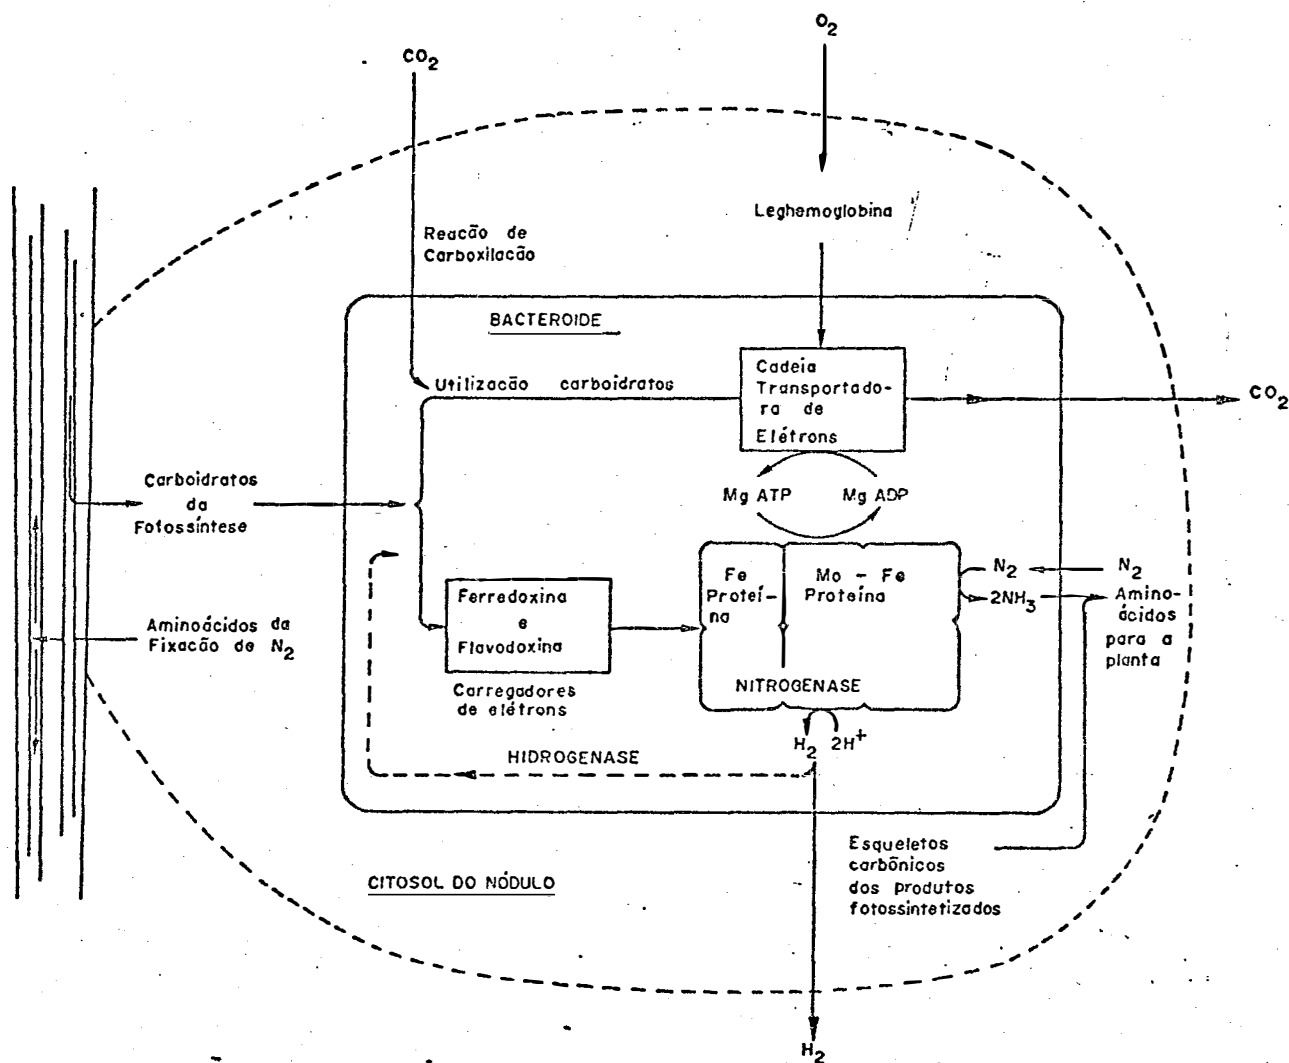 O2
CO2
Leghemoglobina
Reacão de
Carboxilacão
BACTEROIDE
Utilizacão carboidratos
Cadeia
Transportado-
ra de
Elétrons
CO2
Carboidratos
da
Fotossíntese
Mg ATP
Mg ADP
Fe
Proteí-
na
Mo - Fe
Proteína
NITROGENASE
N2
N2
2NH3
Amino-
ácidos
para a
planta
Ferredoxina
e
Flavodoxina
Carregadores
de elétrons
Aminoácidos da
Fixacão de N2
H2
2H+
HIDROGENASE
Esqueletos
carbônicos
dos produtos
fotossintetizados
CITOSOL DO NÓDULO
H2